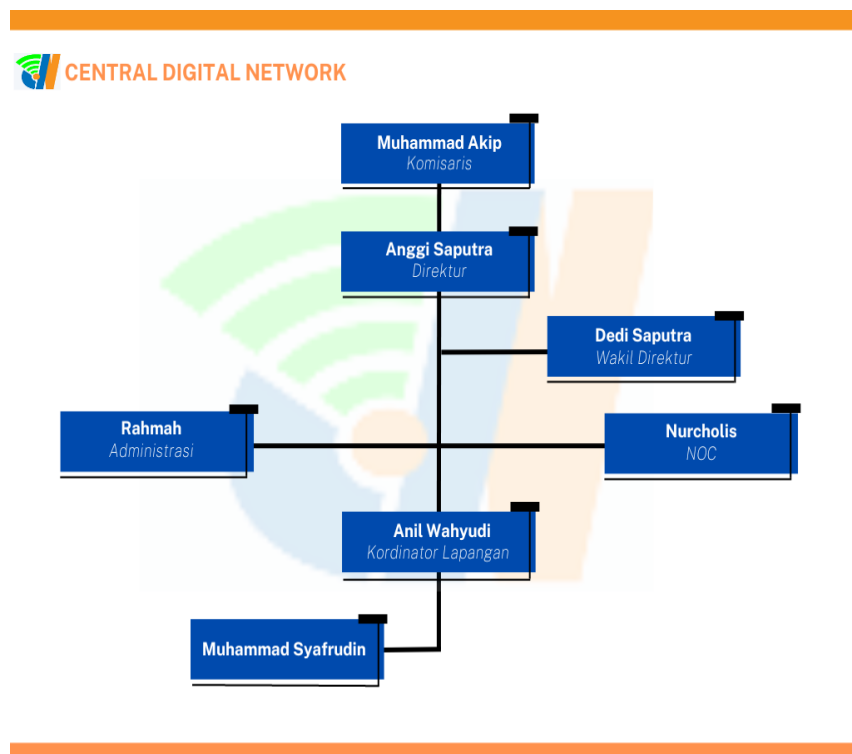 CENTRAL DIGITAL NETWORK
Muhammad Akip
Komisaris
Anggi Saputra
Direktur
Dedi Saputra
Wakil Direktur
Rahmah
Administrasi
Nurcholis
NOC
Anil Wahyudi
Kordinator Lapangan
Muhammad Syafrudin